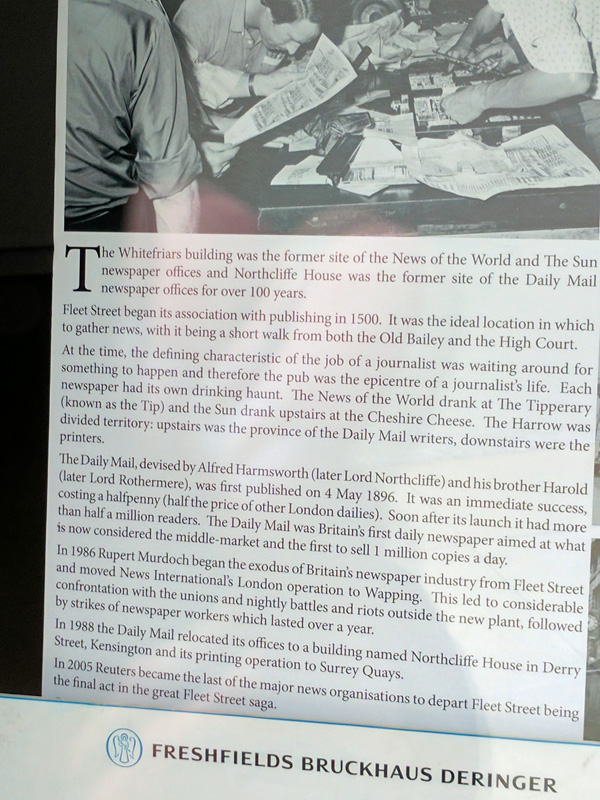 The Whitefriars building was the former site of the News of the World and The Sun
newspaper offices and Northcliffe House was the former site of the Daily Mail
newspaper offices for over 100 years.
Fleet Street began its association with publishing in 1500. It was the ideal location in which
to gather news, with it being a short walk from both the Old Bailey and the High Court.
At the time, the defining characteristic of the job of a journalist was waiting around for
something to happen and therefore the pub was the epicentre of a journalist's life. Each
newspaper had its own drinking haunt. The News of the World drank at The Tipperary
(known as the Tip) and the Sun drank upstairs at the Cheshire Cheese. The Harrow was
divided territory: upstairs was the province of the Daily Mail writers, downstairs were the
printers.
The Daily Mail, devised by Alfred Harmsworth (later Lord Northcliffe) and his brother Harold
(later Lord Rothermere), was first published on 4 May 1896. It was an immediate success,
costing a halfpenny (half the price of other London dailies). Soon after its launch it had more
than half a million readers. The Daily Mail was Britain's first daily newspaper aimed at what
is now considered the middle-market and the first to sell 1 million copies a day.
In 1986 Rupert Murdoch began the exodus of Britain's newspaper industry from Fleet Street
and moved News International's London operation to Wapping. This led to considerable
confrontation with the unions and nightly battles and riots outside the new plant, followed
by strikes of newspaper workers which lasted over a year.
In 1988 the Daily Mail relocated its offices to a building named Northcliffe House in Derry
Street, Kensington and its printing operation to Surrey Quays.
In 2005 Reuters became the last of the major news organisations to depart Fleet Street being
the final act in the great Fleet Street saga.
FRESHFIELDS BRUCKHAUS DERINGER